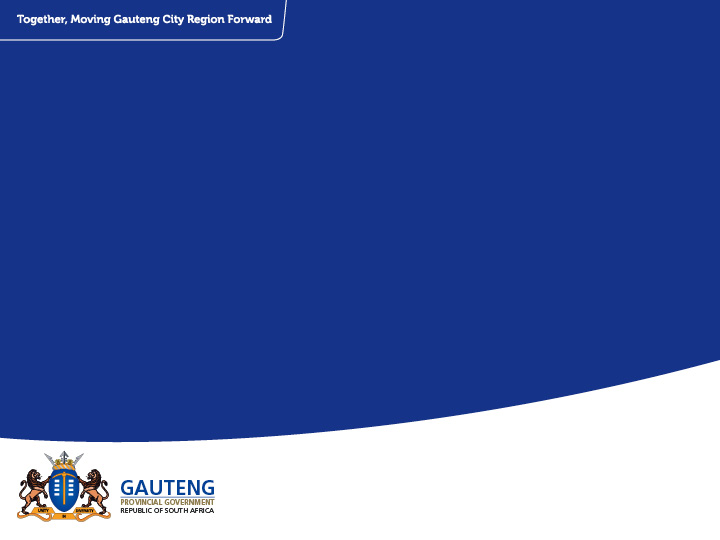 Together, Moving Gauteng City Region Forward
UNITY IN DIVERSITY
GAUTENG
PROVINCIAL GOVERNMENT
REPUBLIC OF SOUTH AFRICA